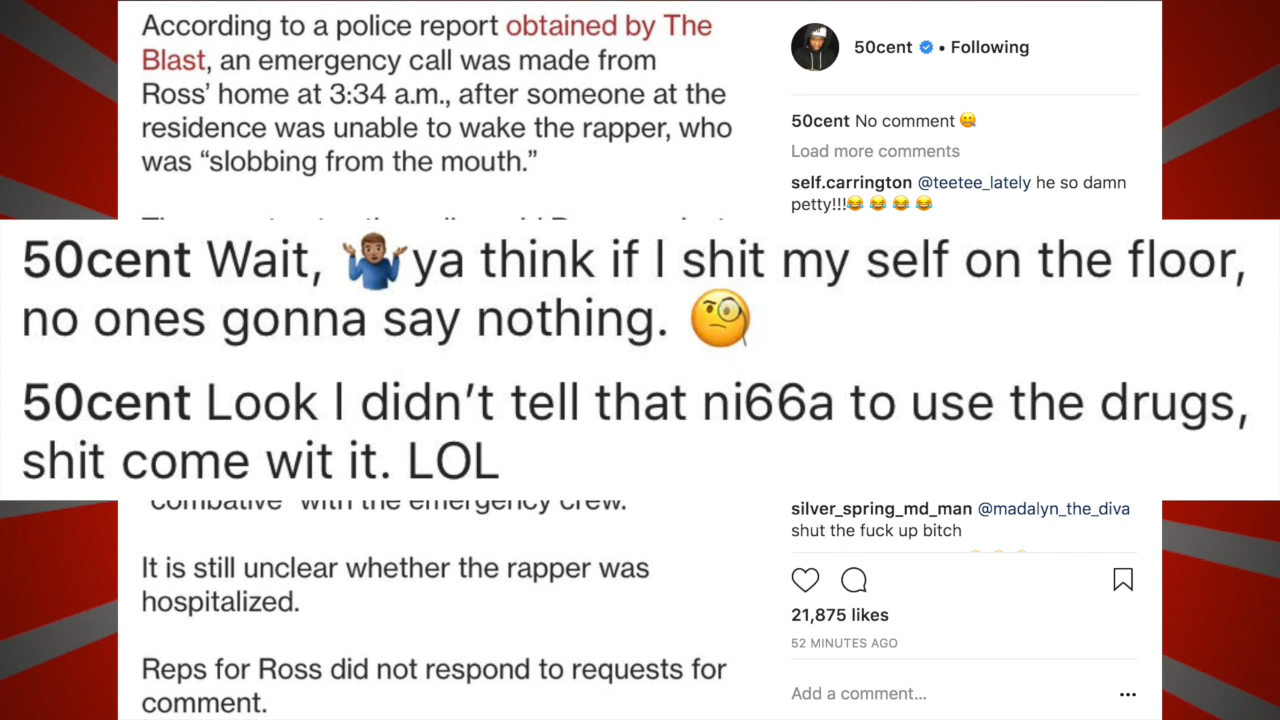 According to a police report obtained by The
Blast, an emergency call was made from
Ross’ home at 3:34 a.m., after someone at the
residence was unable to wake the rapper, who
was “slobbing from the mouth.”
50cent • Following
50cent No comment 🤐
Load more comments
self.carrington @teetee_lately he so damn
petty!!!😂 😂 😂 😂
50cent Wait, 🤷🏽‍♂️ya think if I shit my self on the floor,
no ones gonna say nothing. 🧐
50cent Look I didn’t tell that ni66a to use the drugs,
shit come wit it. LOL
"combative" with the emergency crew.
It is still unclear whether the rapper was
hospitalized.
Reps for Ross did not respond to requests for
comment.
silver_spring_md_man @madalyn_the_diva
shut the fuck up bitch
21,875 likes
52 MINUTES AGO
Add a comment...